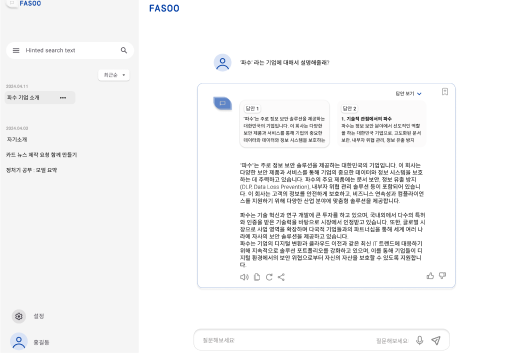 FASOO
Hinted search text
최근순
2024.04.11
파수 기업 소개
2024.04.03
자기소개
카드 뉴스 제작 요청 함께 만들기
정처기 공부 : 모델 요약
설정
홍길동
FASOO
'파수' 라는 기업에 대해서 설명해줄래?
답안 보기
답안 1
'파수'는 주로 정보 보안 솔루션을 제공하는
대한민국의 기업입니다. 이 회사는 다양한
보안 제품과 서비스를 통해 기업의 중요한
데이터와 정보 시스템을 보호하는
답안 2
1. 기술적 관점에서의 파수
파수는 정보 보안 분야에서 선도적인 역할
을 하는 대한민국 기업으로, 고도화된 문서
보안, 내부자 위협 관리, 정보 유출 방지
'파수'는 주로 정보 보안 솔루션을 제공하는 대한민국의 기업입니다. 이 회사는
다양한 보안 제품과 서비스를 통해 기업의 중요한 데이터와 정보 시스템을 보호
하는 데 주력하고 있습니다. 파수의 주요 제품에는 문서 보안, 정보 유출 방지
(DLP, Data Loss Prevention), 내부자 위협 관리 솔루션 등이 포함되어 있습니
다. 이 회사는 고객의 정보를 안전하게 보호하고, 비즈니스 연속성과 컴플라이언
스를 지원하기 위해 다양한 산업 분야에 맞춤형 솔루션을 제공합니다.
파수는 기술 혁신과 연구 개발에 큰 투자를 하고 있으며, 국내외에서 다수의 특허
와 인증을 받은 기술력을 바탕으로 시장에서 인정받고 있습니다. 또한, 글로벌 시
장으로 사업 영역을 확장하며 다국적 기업들과의 파트너십을 통해 세계 여러 나
라에 자사의 보안 솔루션을 제공하고 있습니다.
파수는 기업의 디지털 변환과 클라우드 이전과 같은 최신 IT 트렌드에 대응하기
위해 지속적으로 솔루션 포트폴리오를 강화하고 있으며, 이를 통해 기업들이 디
지털 환경에서의 보안 위협으로부터 자신의 자산을 보호할 수 있도록 지원합니
다.
질문해보세요
질문해보세요